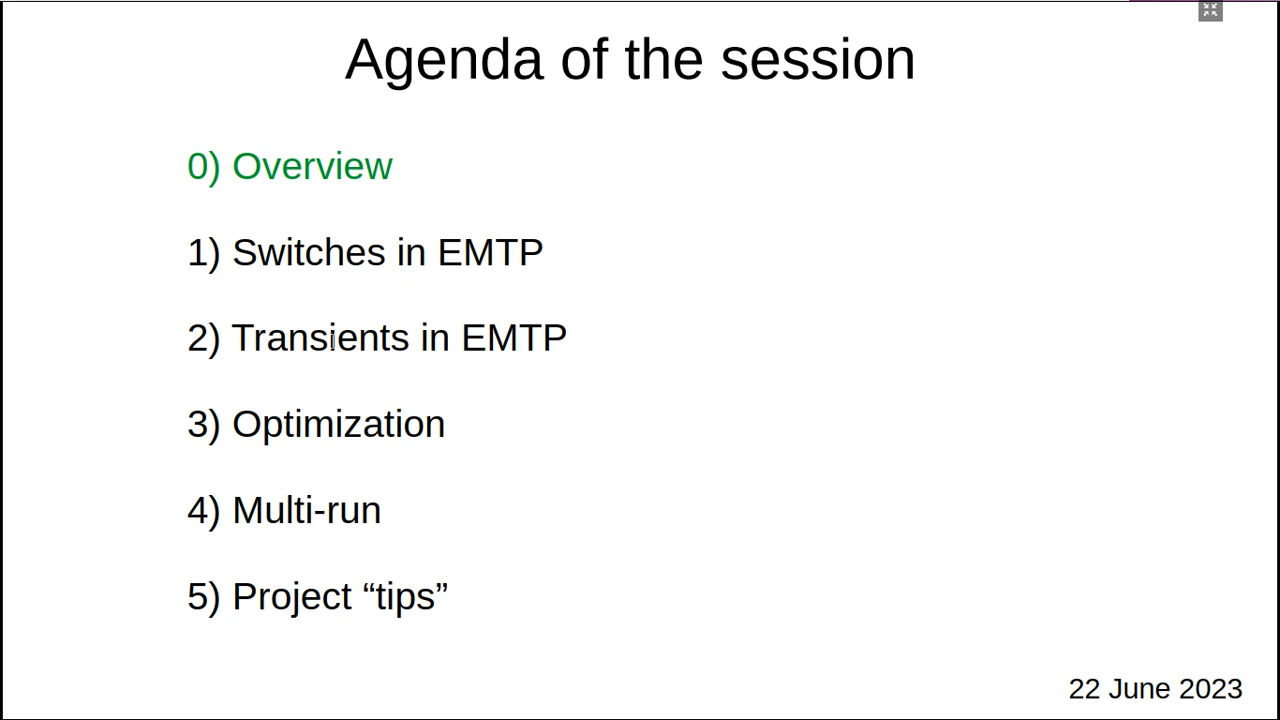 Agenda of the session
0) Overview
1) Switches in EMTP
2) Transients in EMTP
3) Optimization
4) Multi-run
5) Project “tips”
22 June 2023